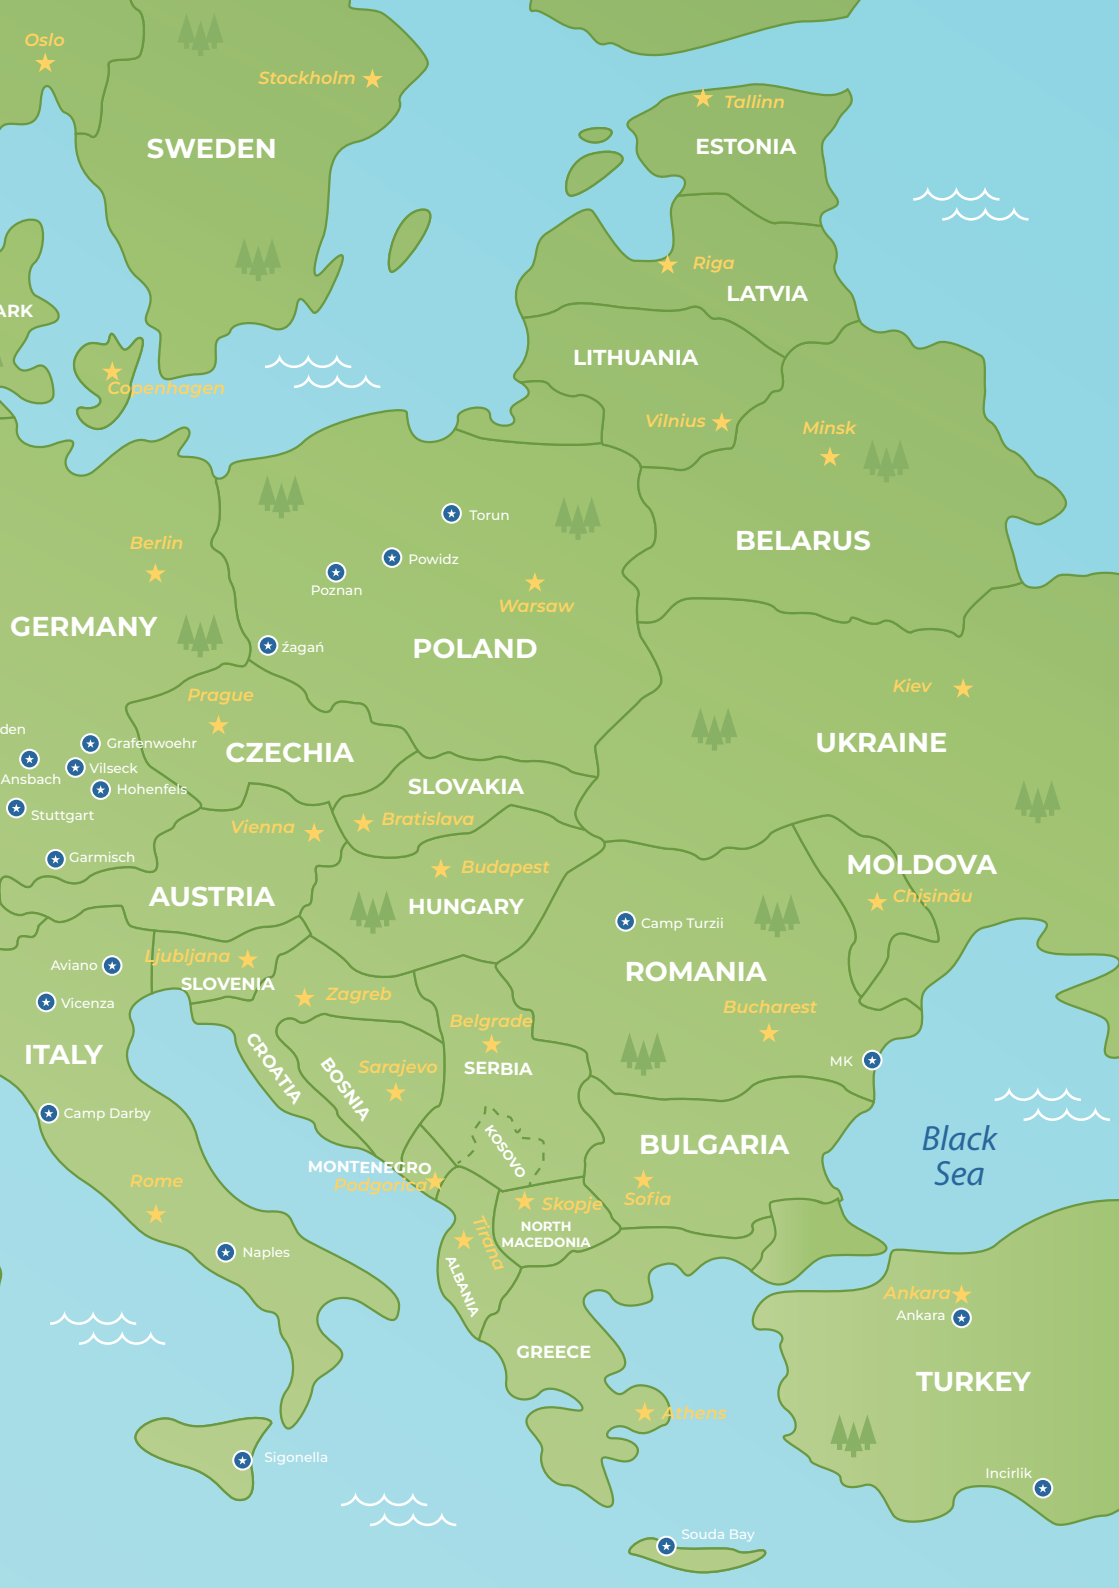 Oslo
Stockholm
Tallinn
SWEDEN
ESTONIA
Riga
LATVIA
ARK
LITHUANIA
Copenhagen
Vilnius
Minsk
Torun
BELARUS
Berlin
Powidz
Poznan
Warsaw
GERMANY
źagań
POLAND
Kiev
Prague
den
Grafenwoehr
CZECHIA
UKRAINE
Vilseck
Ansbach
Hohenfels
SLOVAKIA
Stuttgart
Vienna
Bratislava
Garmisch
Budapest
MOLDOVA
AUSTRIA
HUNGARY
Chișinău
Camp Turzii
Ljubljana
Aviano
ROMANIA
SLOVENIA
Zagreb
Vicenza
Bucharest
Belgrade
ITALY
CROATIA
BOSNIA
Sarajevo
SERBIA
MK
Camp Darby
KOSOVO
BULGARIA
Black
Sea
MONTENEGRO
Podgorica
Rome
Sofia
Skopje
Tirana
NORTH
MACEDONIA
Naples
ALBANIA
Ankara
Ankara
GREECE
TURKEY
Athens
Sigonella
Incirlik
Souda Bay